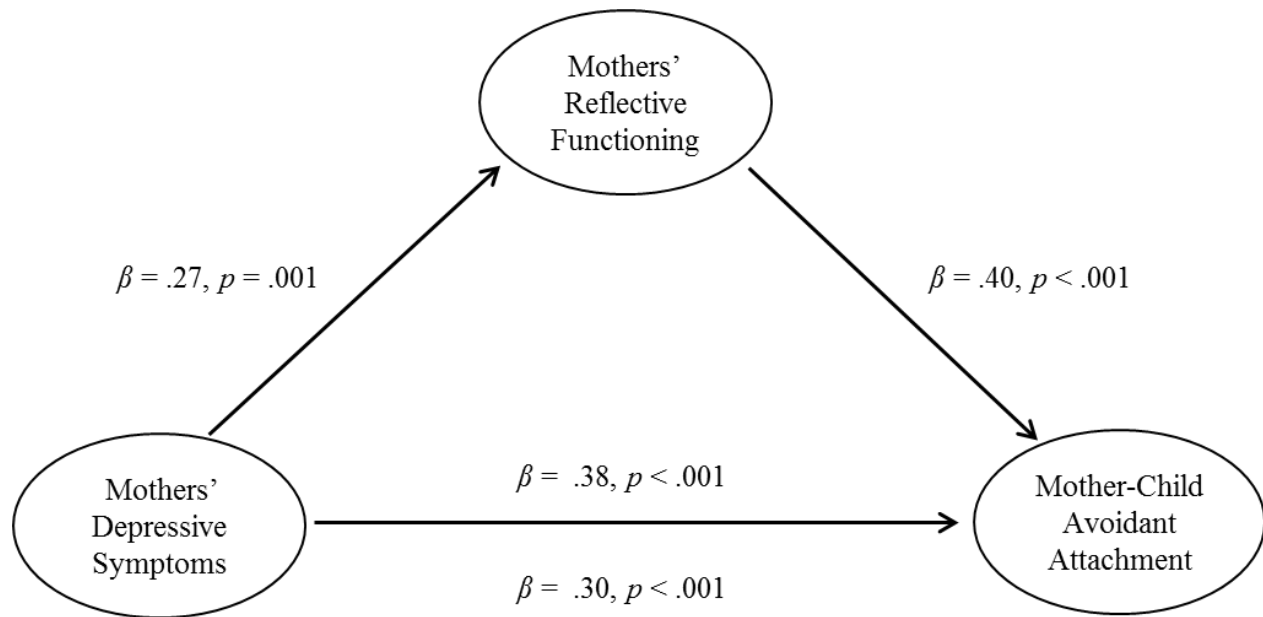 Mothers’
Reflective
Functioning
β = .27, p = .001
β = .40, p < .001
Mothers’
Depressive
Symptoms
β =  .38, p < .001
β =  .30, p < .001
Mother-Child
Avoidant
Attachment